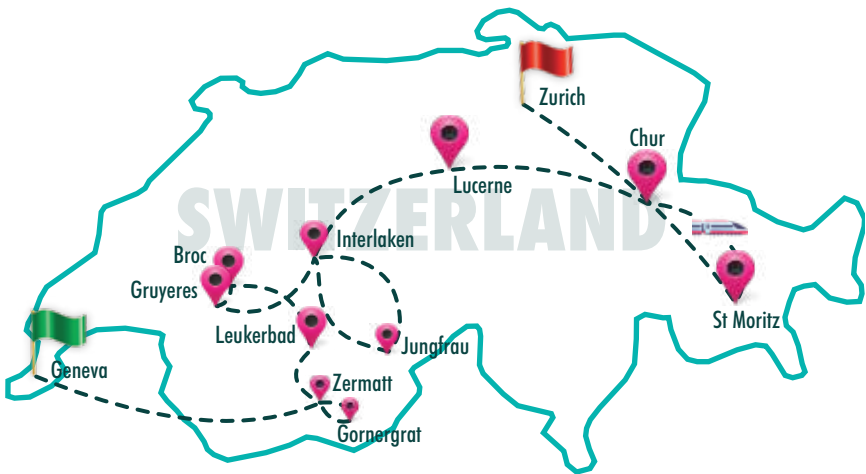 Zurich
Chur
Lucerne
SWITZERLAND
Interlaken
Broc
Gruyeres
St Moritz
Leukerbad
Jungfrau
Geneva
Zermatt
Gornergrat